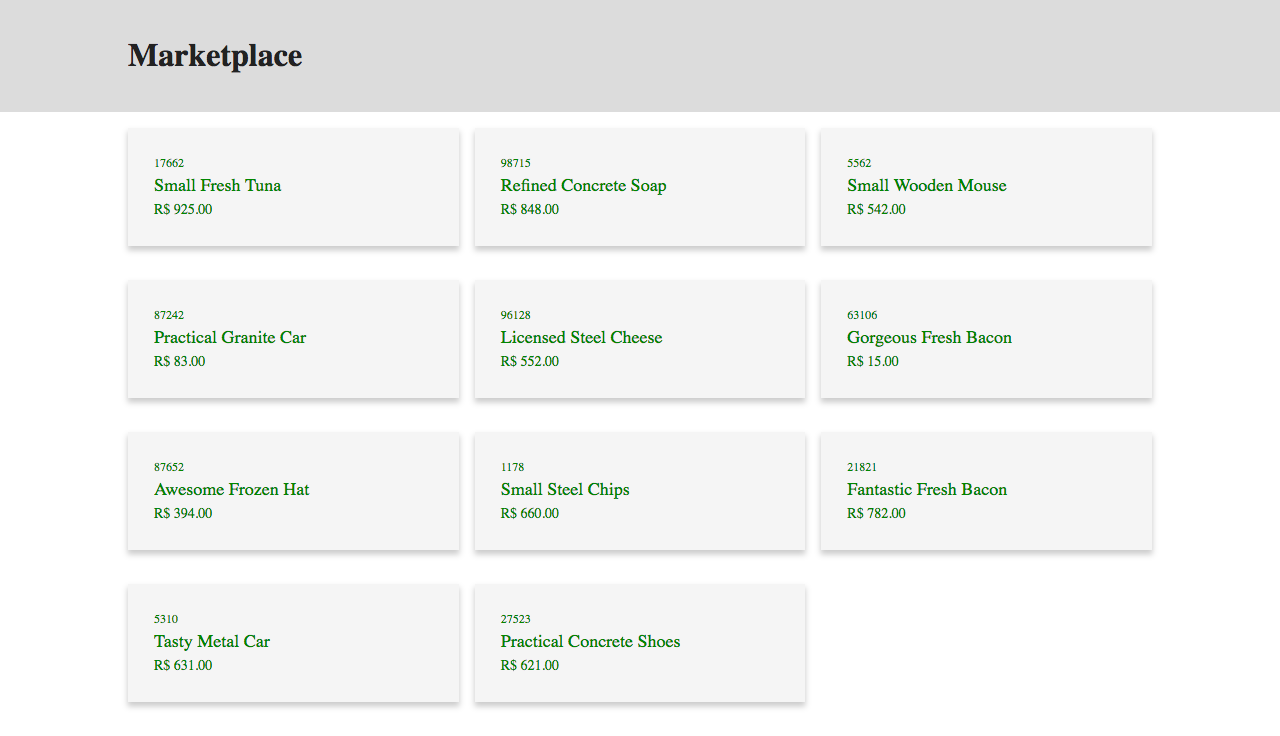 Marketplace
17662
Small Fresh Tuna
R$ 925.00
98715
Refined Concrete Soap
R$ 848.00
5562
Small Wooden Mouse
R$ 542.00
87242
Practical Granite Car
R$ 83.00
96128
Licensed Steel Cheese
R$ 552.00
63106
Gorgeous Fresh Bacon
R$ 15.00
87652
Awesome Frozen Hat
R$ 394.00
1178
Small Steel Chips
R$ 660.00
21821
Fantastic Fresh Bacon
R$ 782.00
5310
Tasty Metal Car
R$ 631.00
27523
Practical Concrete Shoes
R$ 621.00